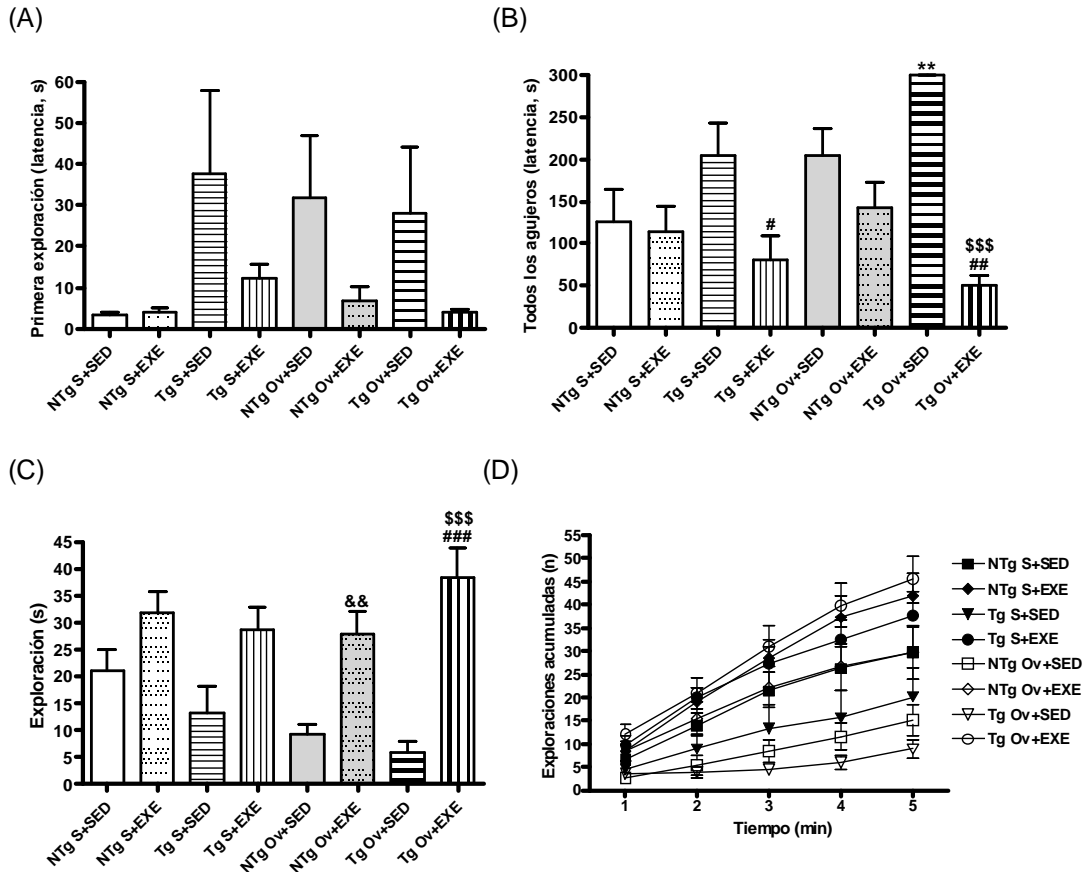 (A)
Primera exploración (latencia, s)
60
50
40
30
20
10
0
NTg S+SED
NTg S+EXE
Tg S+SED
Tg S+EXE
NTg Ov+SED
NTg Ov+EXE
Tg Ov+SED
Tg Ov+EXE
(B)
Todos los agujeros (latencia, s)
300
250
200
150
100
50
0
#
**
$$$
##
NTg S+SED
NTg S+EXE
Tg S+SED
Tg S+EXE
NTg Ov+SED
NTg Ov+EXE
Tg Ov+SED
Tg Ov+EXE
(C)
Exploración (s)
45
40
35
30
25
20
15
10
5
0
&&
$$$
###
NTg S+SED
NTg S+EXE
Tg S+SED
Tg S+EXE
NTg Ov+SED
NTg Ov+EXE
Tg Ov+SED
Tg Ov+EXE
(D)
Exploraciones acumuladas (n)
55
50
45
40
35
30
25
20
15
10
5
0
1 2 3 4 5
Tiempo (min)
NTg S+SED
NTg S+EXE
Tg S+SED
Tg S+EXE
NTg Ov+SED
NTg Ov+EXE
Tg Ov+SED
Tg Ov+EXE